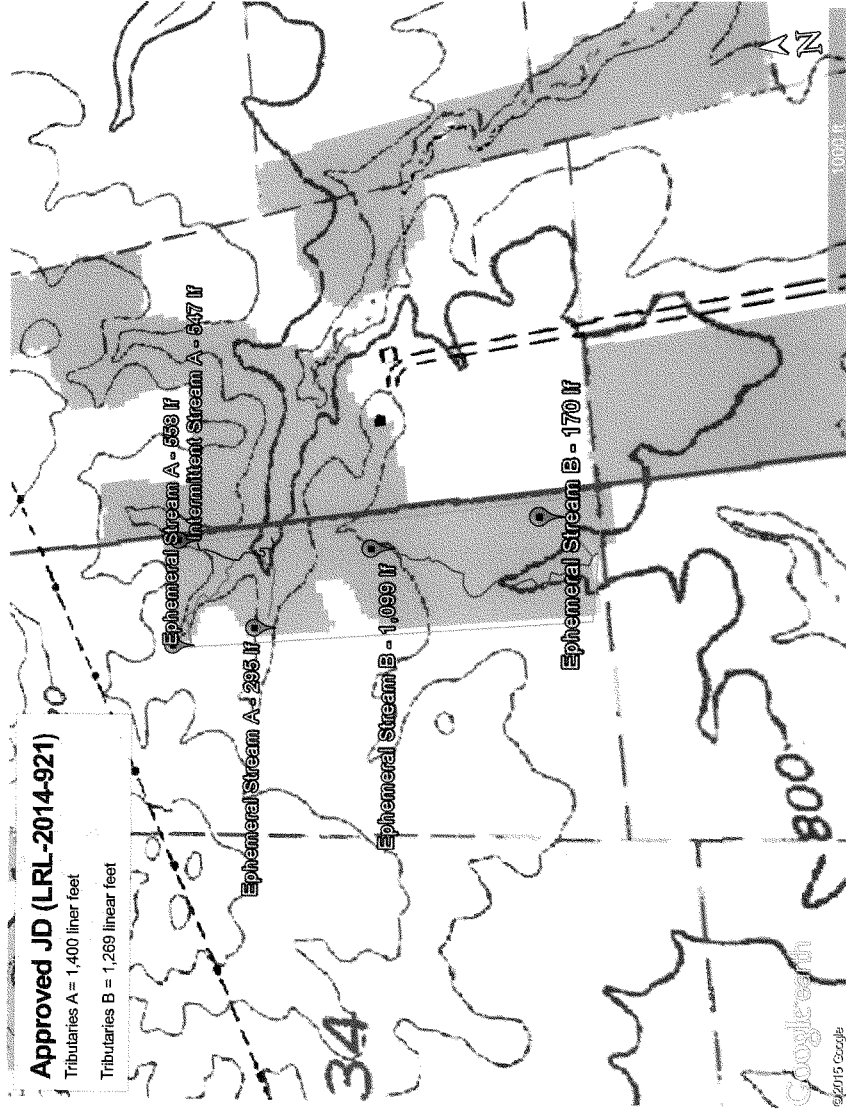 Approved JD (LRL-2014-921)
Tributaries A = 1,400 liner feet
Tributaries B = 1,269 linear feet
Ephemeral Stream A - 558 lf
Intermittent Stream A - 547 lf
Ephemeral Stream A - 295 lf
Ephemeral Stream B - 1,099 lf
Ephemeral Stream B - 170 lf
34
800
N
1000 ft
Google earth
©2015 Google